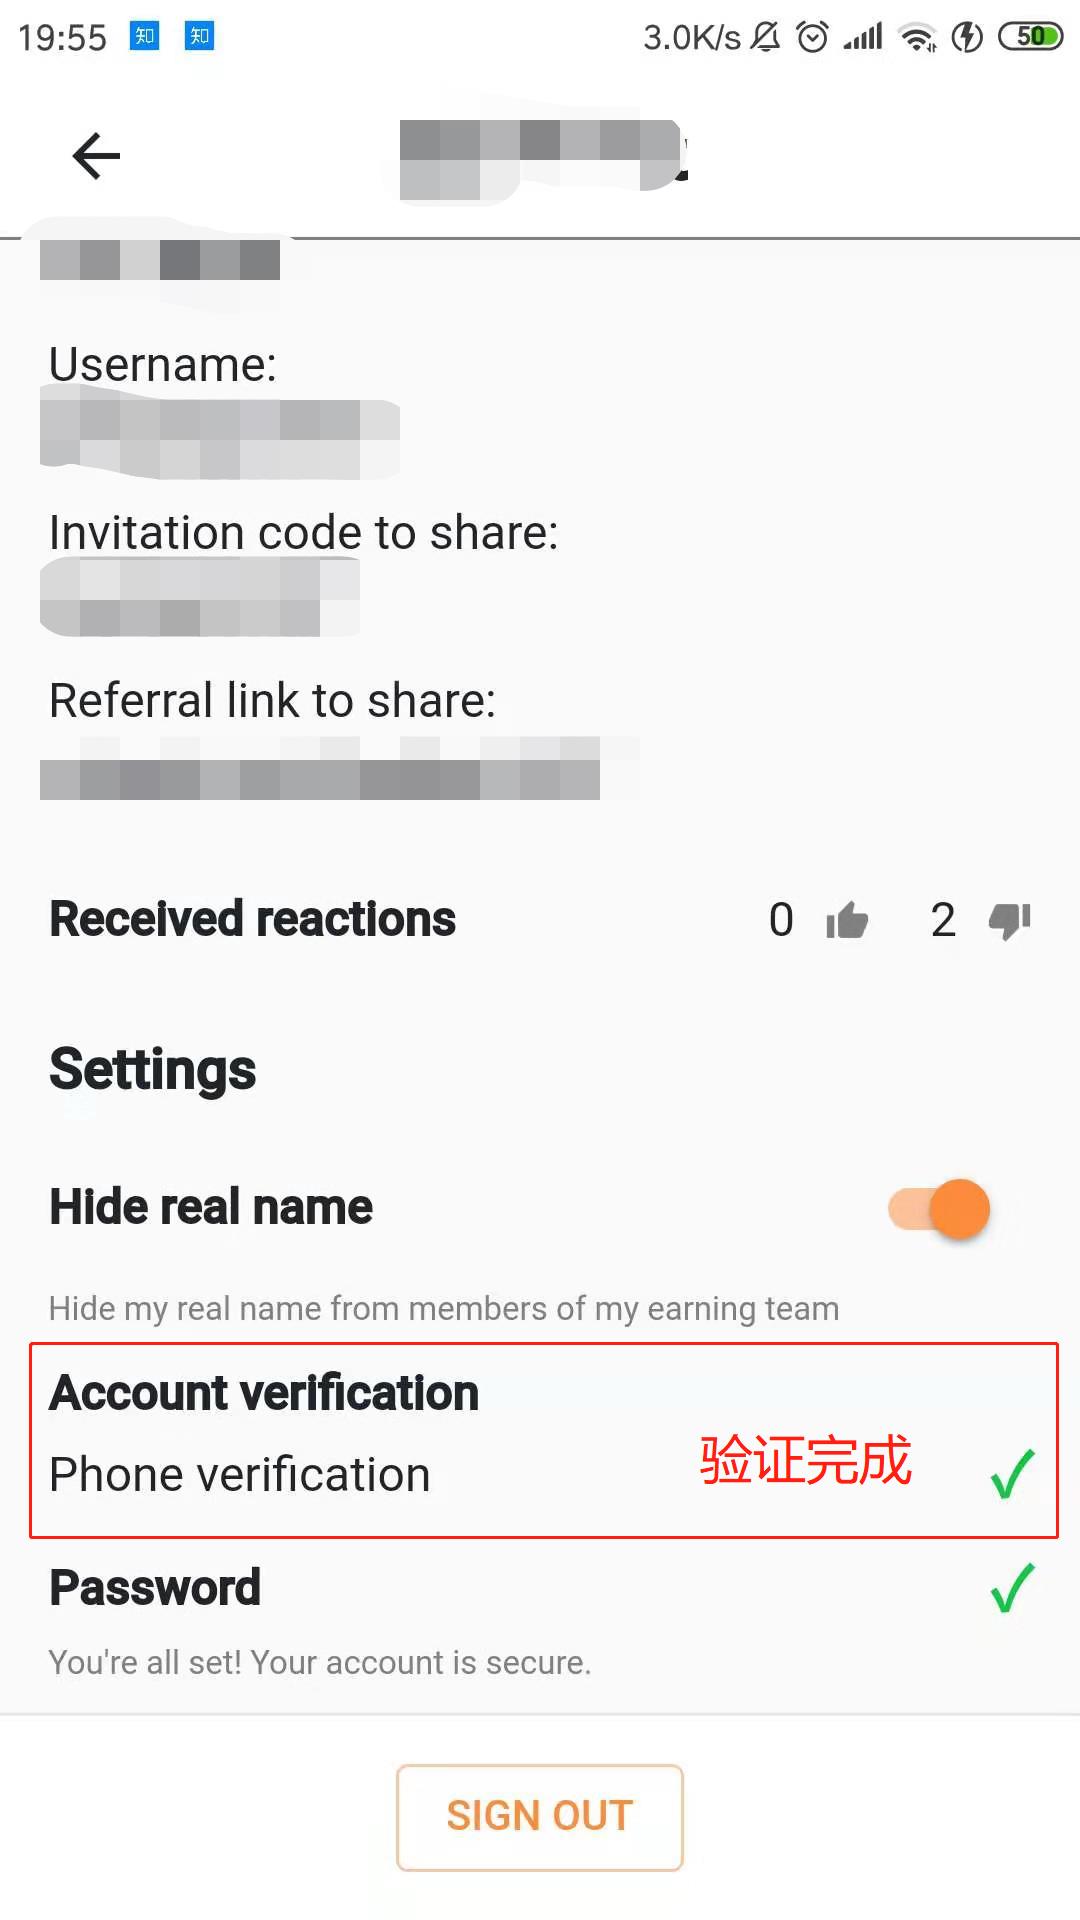 19:55 知 知 3.0K/s 50
Username:
Invitation code to share:
Referral link to share:
Received reactions 0 2
Settings
Hide real name
Hide my real name from members of my earning team
Account verification
Phone verification 验证完成
Password
You're all set! Your account is secure.
SIGN OUT